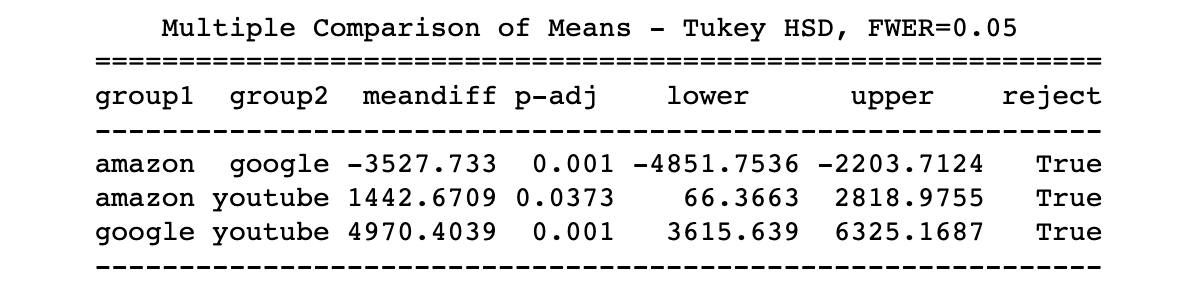 Multiple Comparison of Means - Tukey HSD, FWER=0.05
============================================================
group1 group2 meandiff p-adj lower upper reject
------------------------------------------------------------
amazon google -3527.733 0.001 -4851.7536 -2203.7124 True
amazon youtube 1442.6709 0.0373 66.3663 2818.9755 True
google youtube 4970.4039 0.001 3615.639 6325.1687 True
------------------------------------------------------------